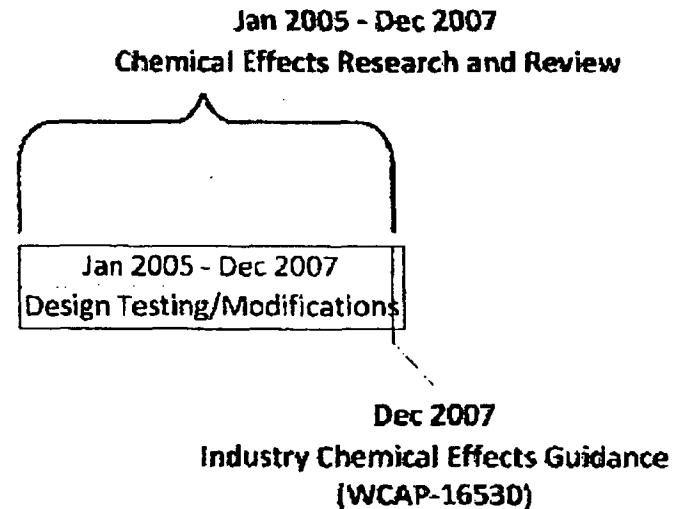 Jan 2005 - Dec 2007
Chemical Effects Research and Review
Jan 2005 - Dec 2007
Design Testing/Modifications
Dec 2007
Industry Chemical Effects Guidance
(WCAP-16530)